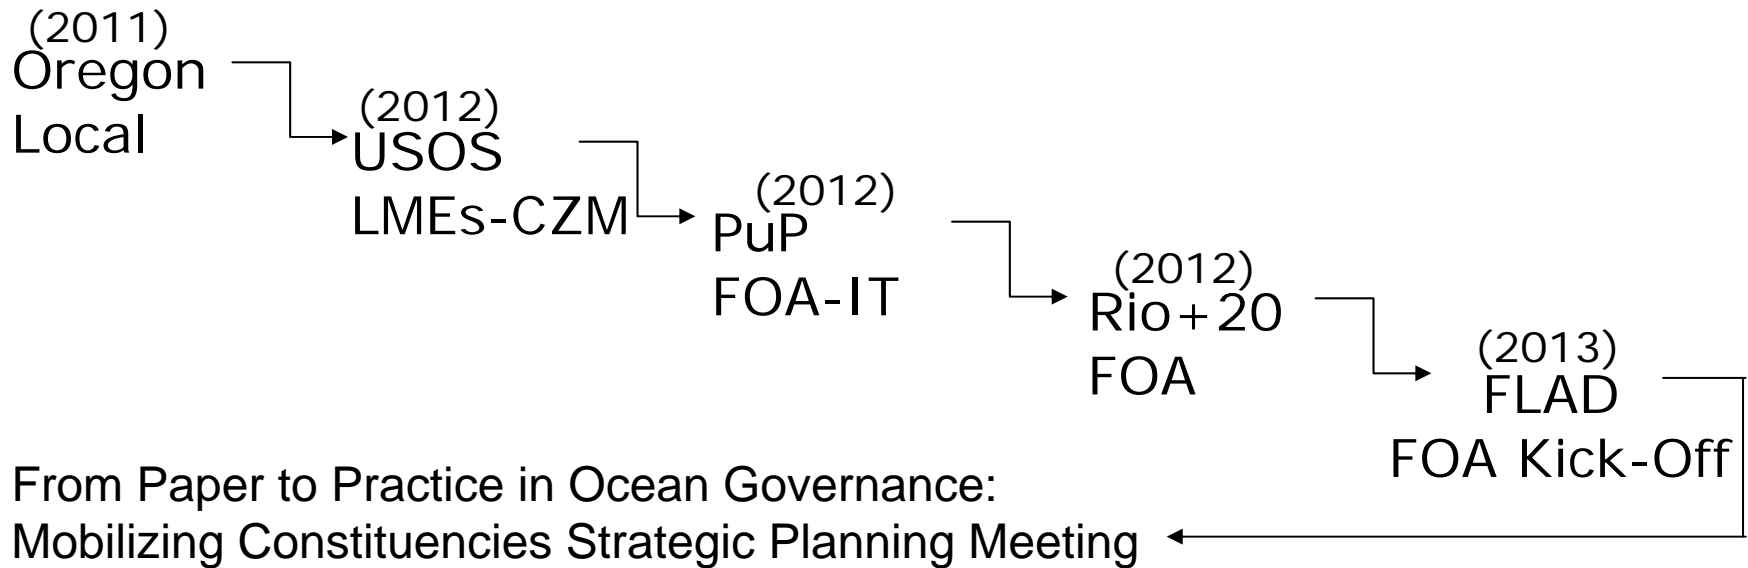 (2011)
Oregon
Local
(2012)
USOS
LMEs-CZM
(2012)
PuP
FOA-IT
(2012)
Rio+20
FOA
(2013)
FLAD
FOA Kick-Off
From Paper to Practice in Ocean Governance:
Mobilizing Constituencies Strategic Planning Meeting